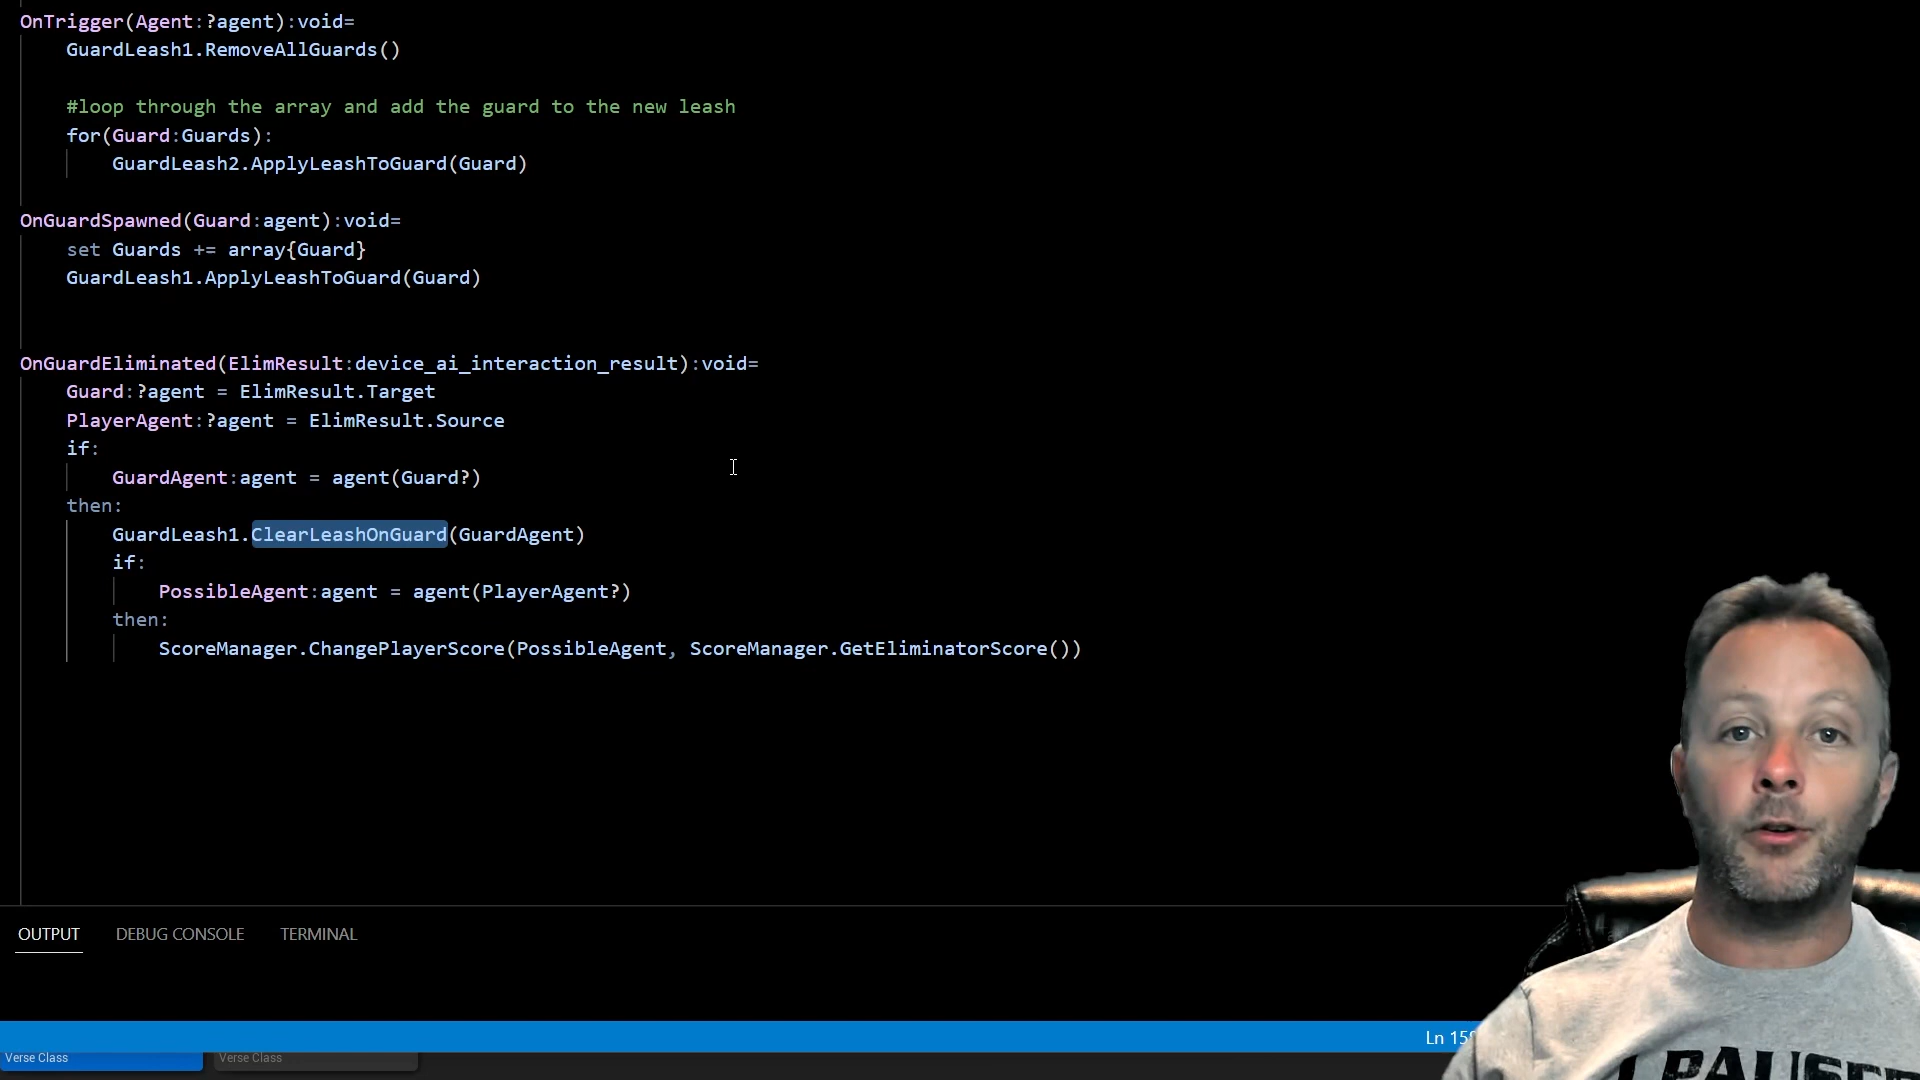 OnTrigger(Agent:?agent):void=
GuardLeash1.RemoveAllGuards()
#loop through the array and add the guard to the new leash
for(Guard:Guards):
GuardLeash2.ApplyLeashToGuard(Guard)
OnGuardSpawned(Guard:agent):void=
set Guards += array{Guard}
GuardLeash1.ApplyLeashToGuard(Guard)
OnGuardEliminated(ElimResult:device_ai_interaction_result):void=
Guard:?agent = ElimResult.Target
PlayerAgent:?agent = ElimResult.Source
if:
GuardAgent:agent = agent(Guard?)
then:
GuardLeash1.ClearLeashOnGuard(GuardAgent)
if:
PossibleAgent:agent = agent(PlayerAgent?)
then:
ScoreManager.ChangePlayerScore(PossibleAgent, ScoreManager.GetEliminatorScore())
OUTPUT DEBUG CONSOLE TERMINAL
Ln
Verse Class Verse Class
I PAUSED